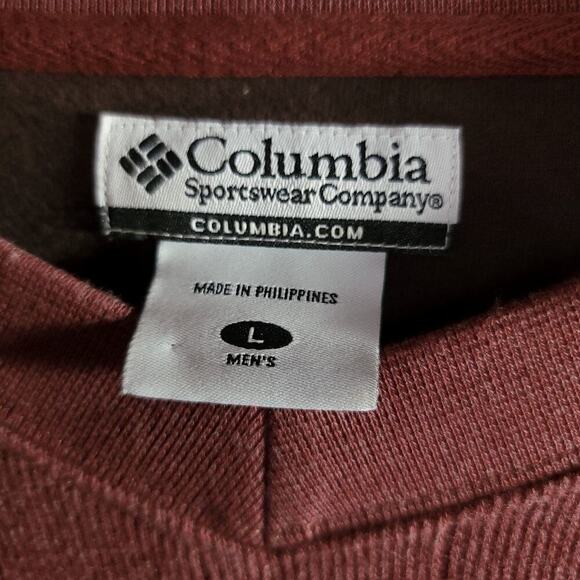 Columbia
Sportswear Company®
COLUMBIA.COM
MADE IN PHILIPPINES
L
MEN'S